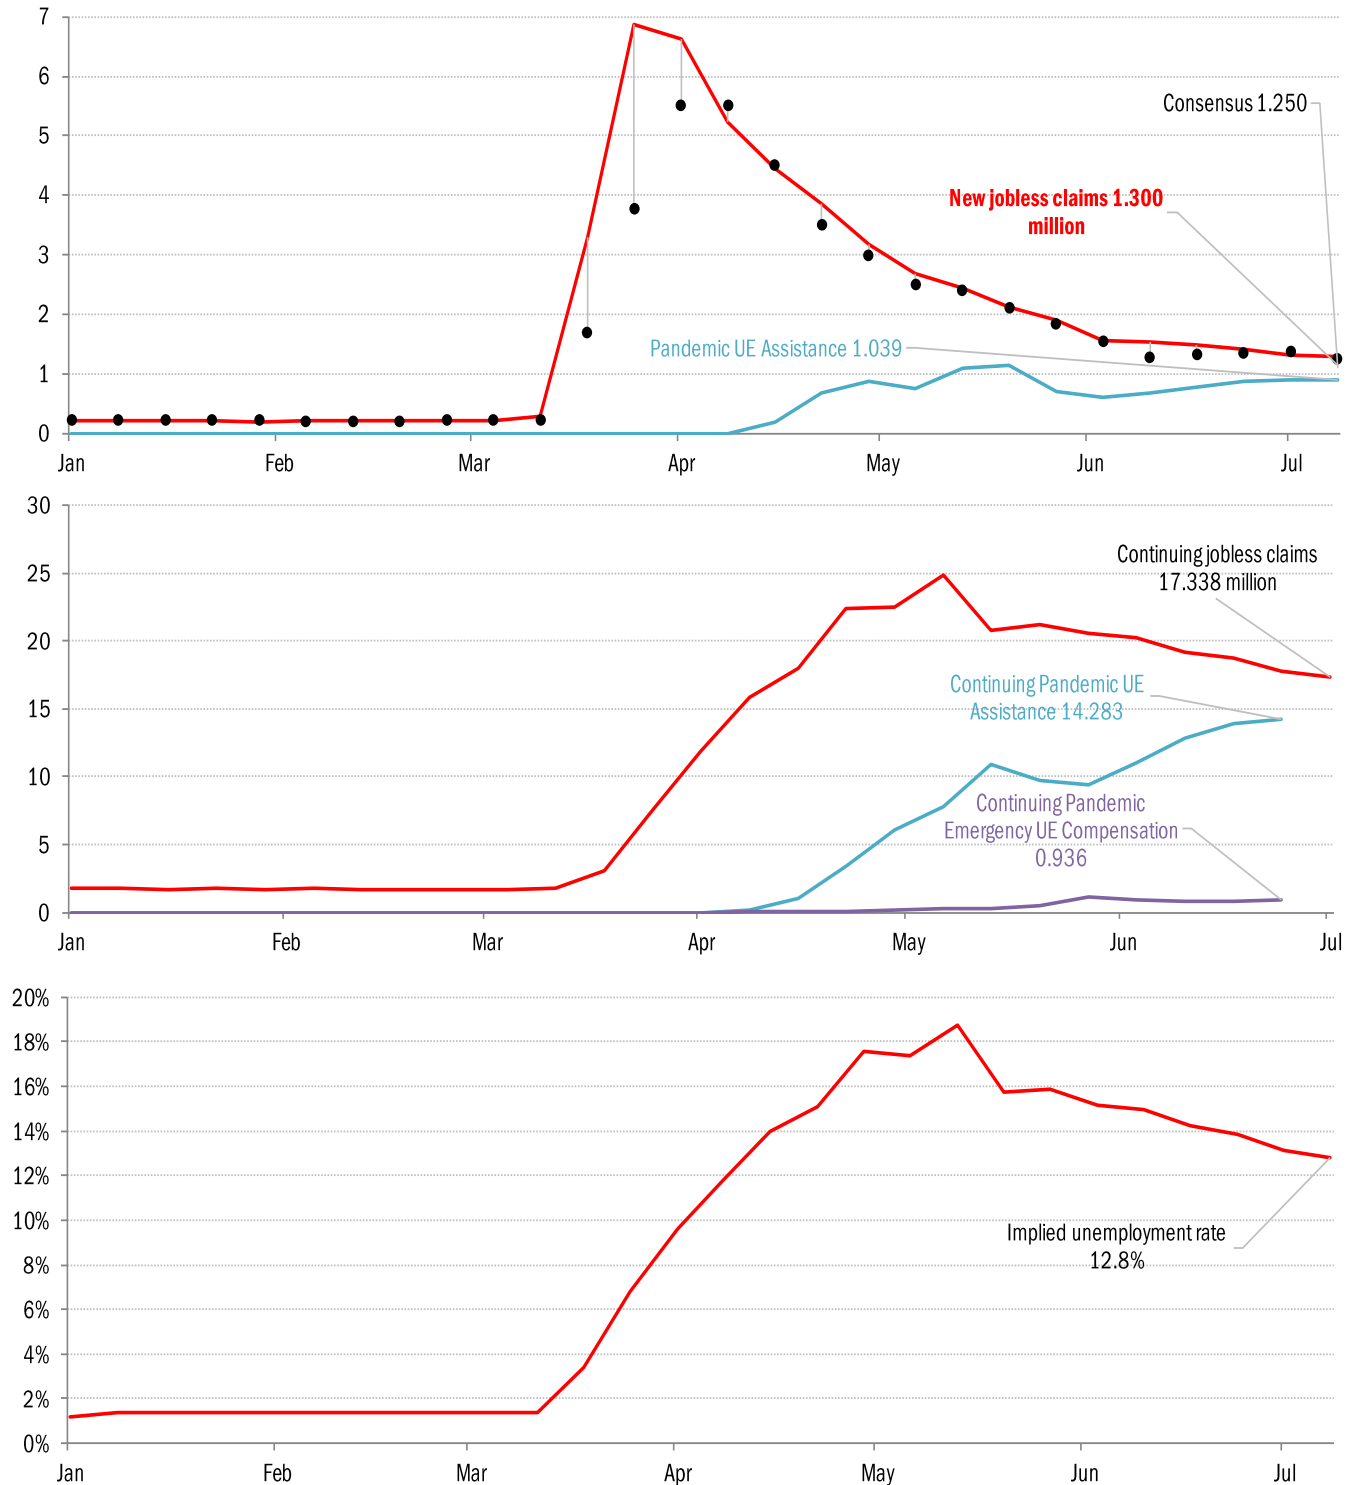 7
6
5
4
3
2
1
0
Consensus 1.250
New jobless claims 1.300
million
Pandemic UE Assistance 1.039
Jan Feb Mar Apr May Jun Jul
30
25
20
15
10
5
0
Continuing jobless claims
17.338 million
Continuing Pandemic UE
Assistance 14.283
Continuing Pandemic
Emergency UE Compensation
0.936
Jan Feb Mar Apr May Jun Jul
20%
18%
16%
14%
12%
10%
8%
6%
4%
2%
0%
Implied unemployment rate
12.8%
Jan Feb Mar Apr May Jun Jul